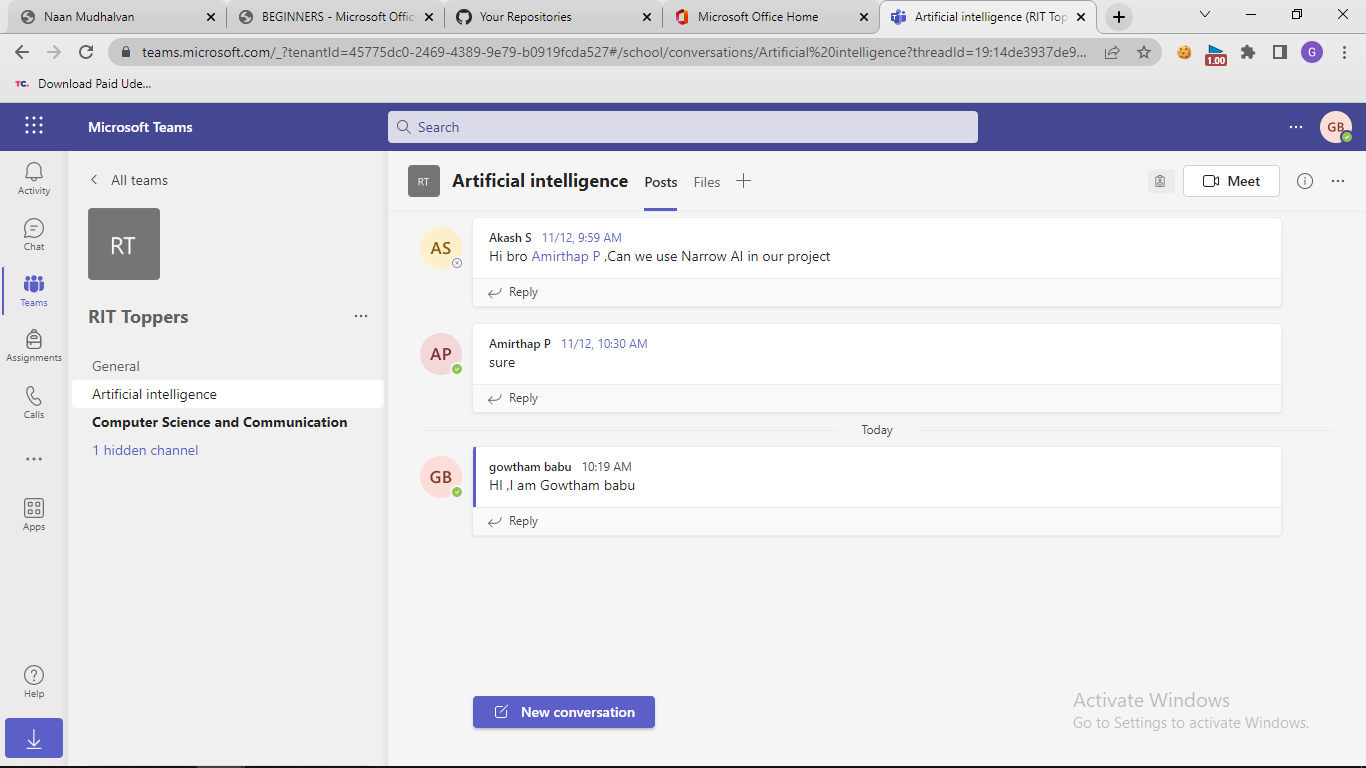 Naan Mudhalvan
BEGINNERS - Microsoft Offic
Your Repositories
Microsoft Office Home
Artificial intelligence (RIT Top
teams.microsoft.com/_?tenantId=45775dc0-2469-4389-9e79-b0919fcda527#/school/conversations/Artificial%20intelligence?threadId=19:14de3937de9...
1.00
G
TC. Download Paid Ude...
Microsoft Teams
Search
GB
Activity
Chat
Teams
Assignments
Calls
Apps
Help
All teams
RT
RIT Toppers
General
Artificial intelligence
Computer Science and Communication
1 hidden channel
RT
Artificial intelligence
Posts
Files
Meet
AS
Akash S 11/12, 9:59 AM
Hi bro Amirthap P ,Can we use Narrow AI in our project
Reply
AP
Amirthap P 11/12, 10:30 AM
sure
Reply
Today
GB
gowtham babu 10:19 AM
HI ,I am Gowtham babu
Reply
New conversation
Activate Windows
Go to Settings to activate Windows.